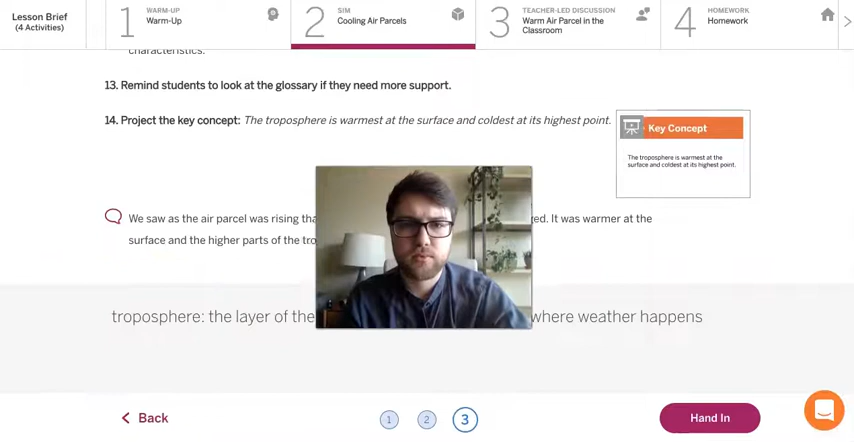 Lesson Brief
(4 Activities)
1 WARM-UP
Warm-Up
2 SIM
Cooling Air Parcels
3 TEACHER-LED DISCUSSION
Warm Air Parcel in the
Classroom
4 HOMEWORK
Homework
characteristics.
13. Remind students to look at the glossary if they need more support.
14. Project the key concept: The troposphere is warmest at the surface and coldest at its highest point.
Key Concept
The troposphere is warmest at the
surface and coldest at its highest point.
We saw as the air parcel was rising ed. It was warmer at the
surface and the higher parts of the
troposphere: the layer of the where weather happens
Back
1 2 3
Hand In